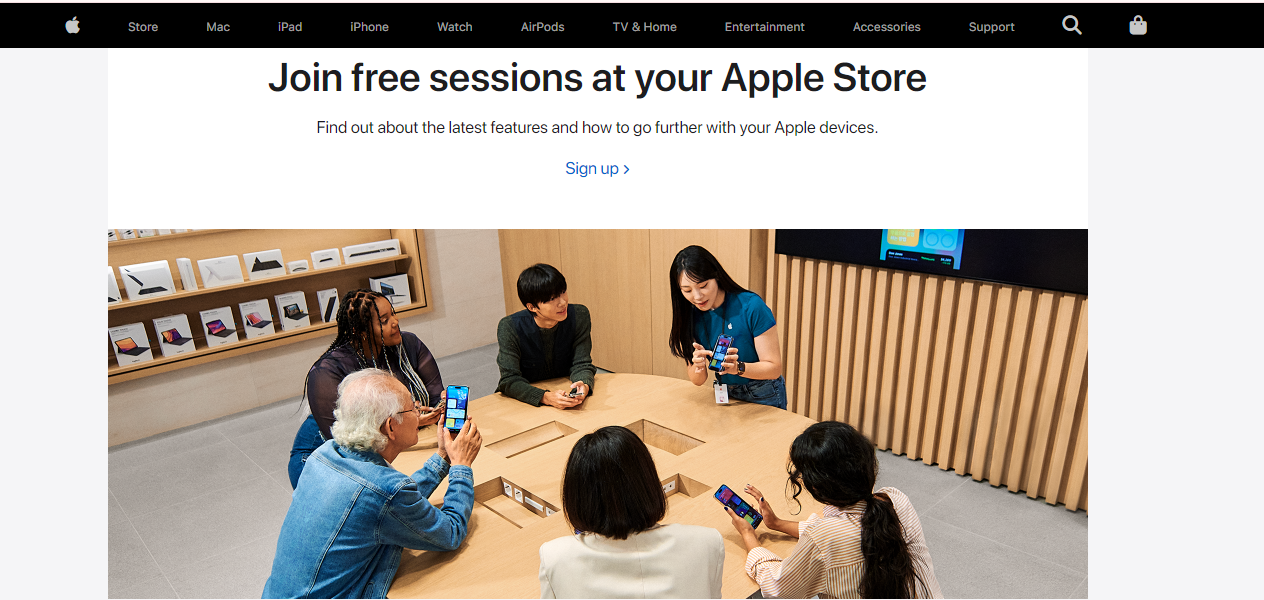 Store Mac iPad iPhone Watch AirPods TV & Home Entertainment Accessories Support
Join free sessions at your Apple Store
Find out about the latest features and how to go further with your Apple devices.
Sign up >